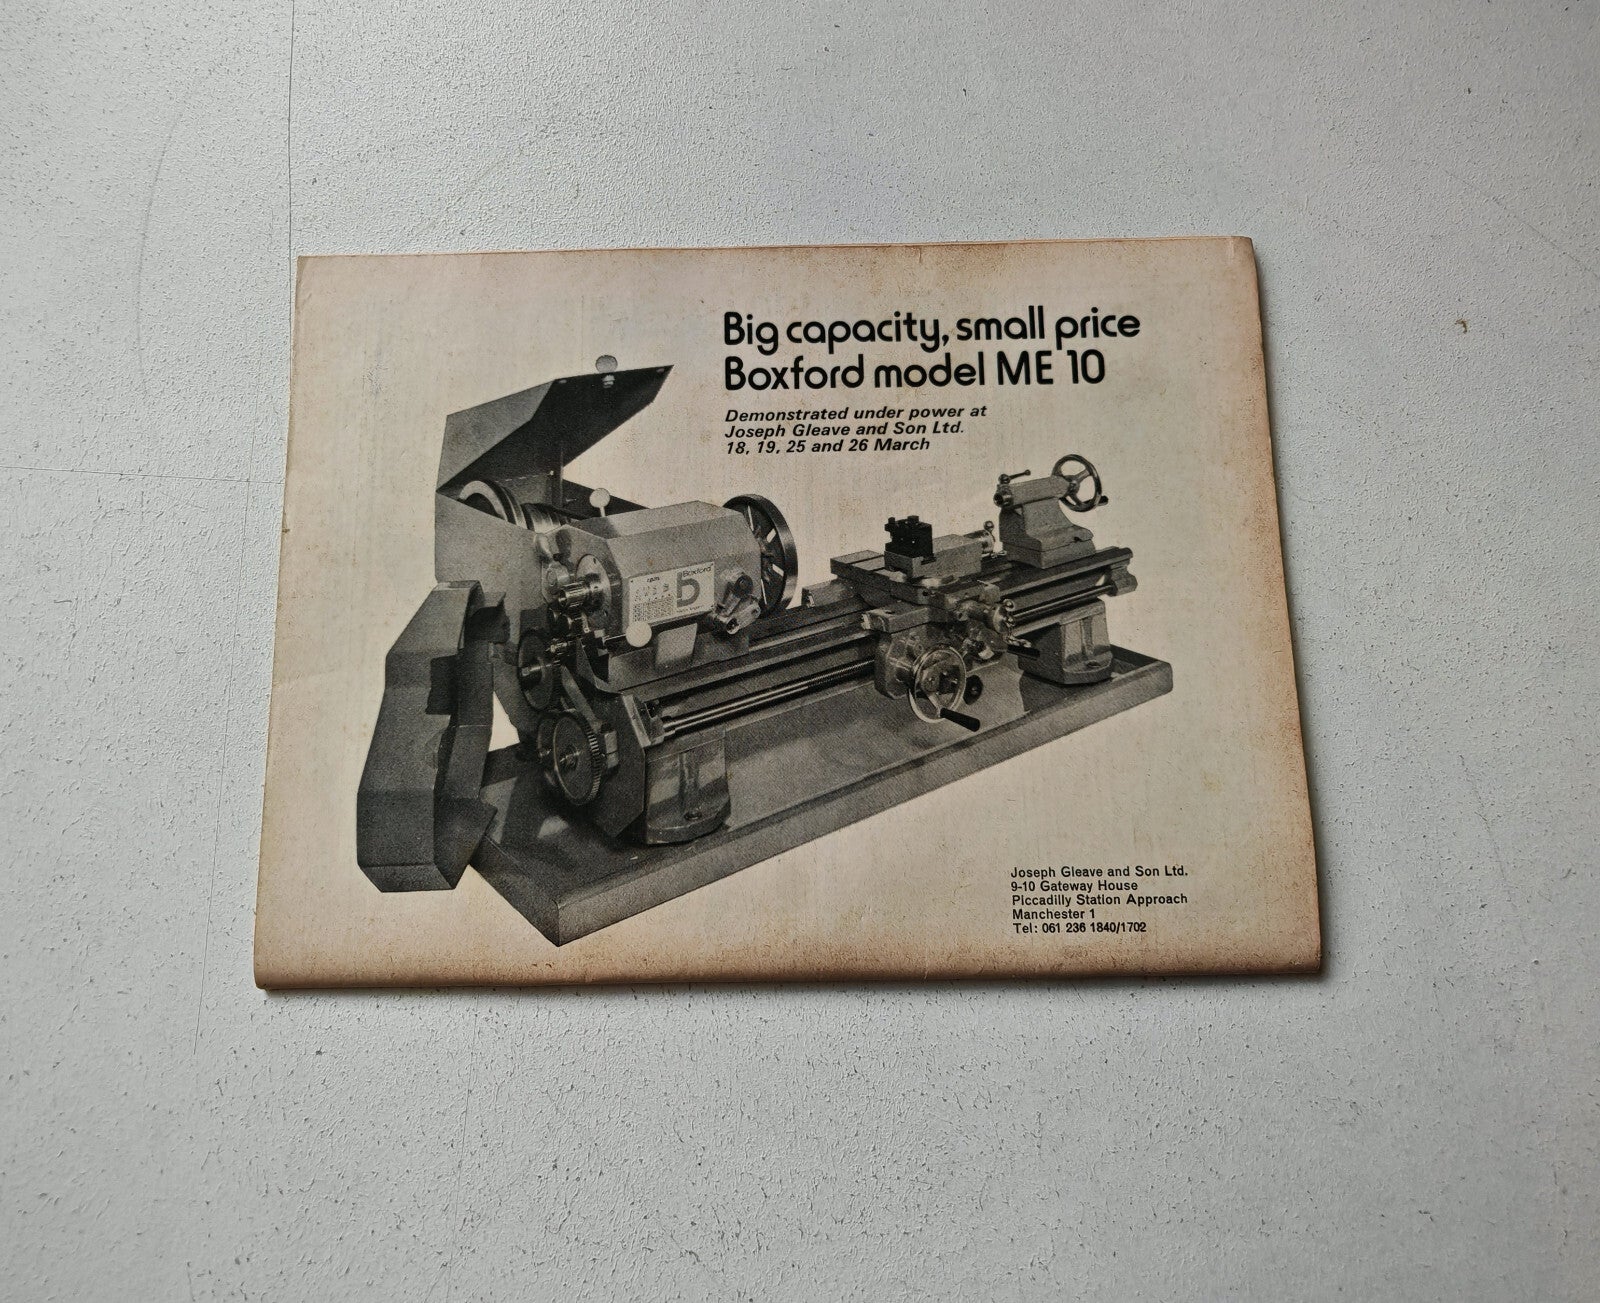 Big capacity, small price
Boxford model ME 10
Demonstrated under power at
Joseph Gleave and Son Ltd.
18, 19, 25 and 26 March
r.p.m.
Boxford
b
Joseph Gleave and Son Ltd.
9-10 Gateway House
Piccadilly Station Approach
Manchester 1
Tel: 061 236 1840/1702